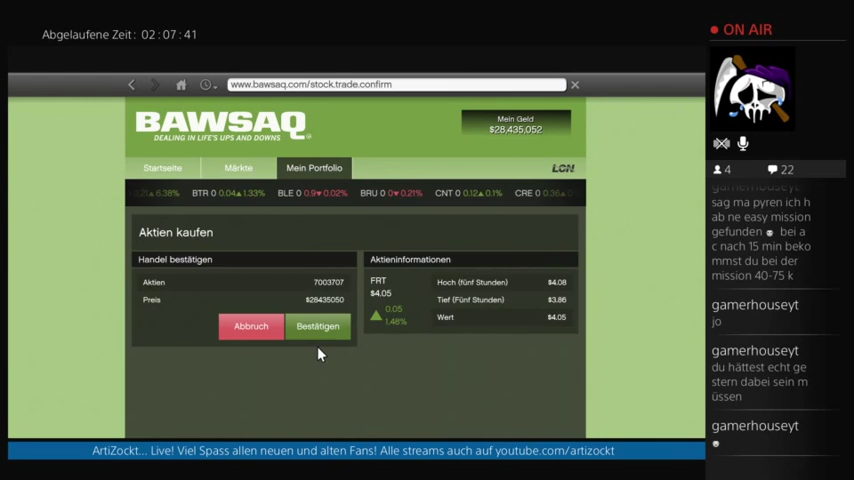 Abgelaufene Zeit: 02:07:41
ON AIR
www.bawsaq.com/stock.trade.confirm
BAWSAQ
DEALING IN LIFE'S UPS AND DOWNS
Mein Geld
$28,435,052
Startseite Märkte Mein Portfolio LCN
6.38% BTR 0 0.04▲1.33% BLE 0 0.9▼0.02% BRU 0▼0.21% CNT 0 0.12▲0.1% CRE 0 0.36▲
Aktien kaufen
Handel bestätigen
Aktien 7003707
Preis $28435050
Abbruch Bestätigen
Aktieninformationen
FRT
$4.05
0.05
1.48%
Hoch (fünf Stunden) $4.08
Tief (Fünf Stunden) $3.86
Wert $4.05
4 22
gamerhouseyt
sag ma pyren ich h
ab ne easy mission
gefunden bei a
c nach 15 min beko
mmst du bei der
mission 40-75 k
gamerhouseyt
jo
gamerhouseyt
du hättest echt ge
stern dabei sein m
üssen
gamerhouseyt
ArtiZockt... Live! Viel Spass allen neuen und alten Fans! Alle streams auch auf youtube.com/artizockt